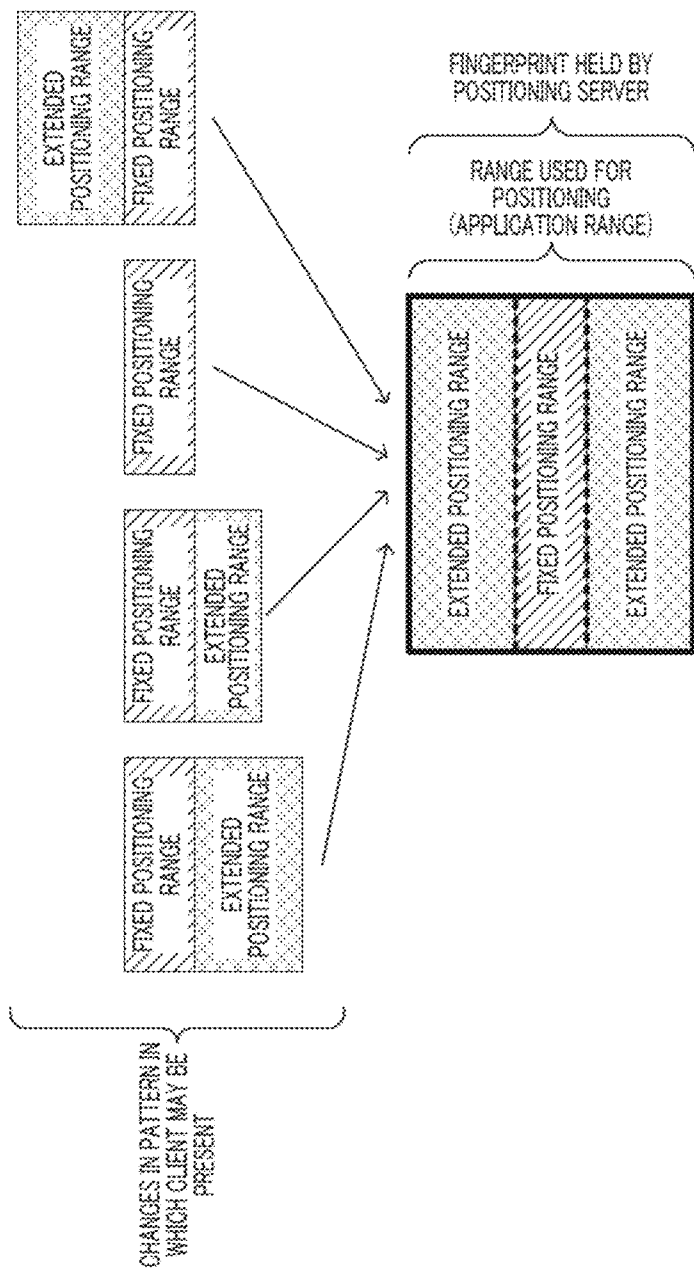 CHANGES IN PATTERN IN
WHICH CLIENT MAY BE
PRESENT
FIXED POSITIONING
RANGE
EXTENDED
POSITIONING RANGE
FIXED POSITIONING
RANGE
EXTENDED
POSITIONING RANGE
FIXED POSITIONING
RANGE
EXTENDED
POSITIONING RANGE
FIXED POSITIONING
RANGE
EXTENDED POSITIONING RANGE
FIXED POSITIONING RANGE
EXTENDED POSITIONING RANGE
RANGE USED FOR
POSITIONING
(APPLICATION RANGE)
FINGERPRINT HELD BY
POSITIONING SERVER